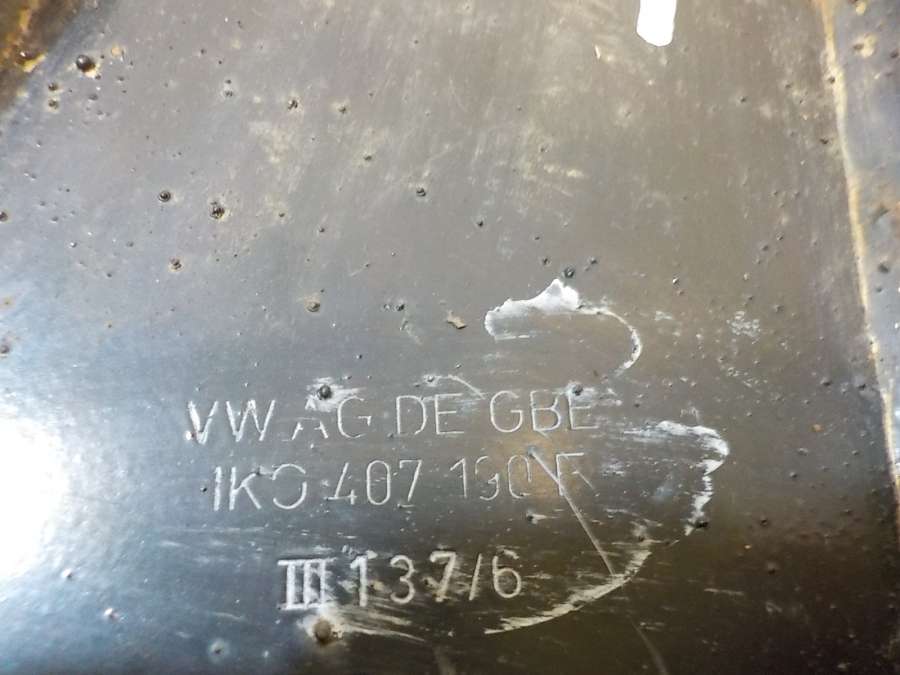 VW AG DE GBE
1K0 407 190 F
III 137/6